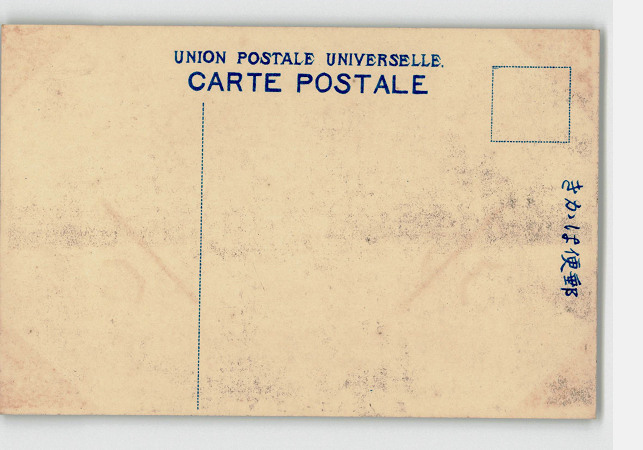 UNION POSTALE UNIVERSELLE.
CARTE POSTALE
きかは便郵